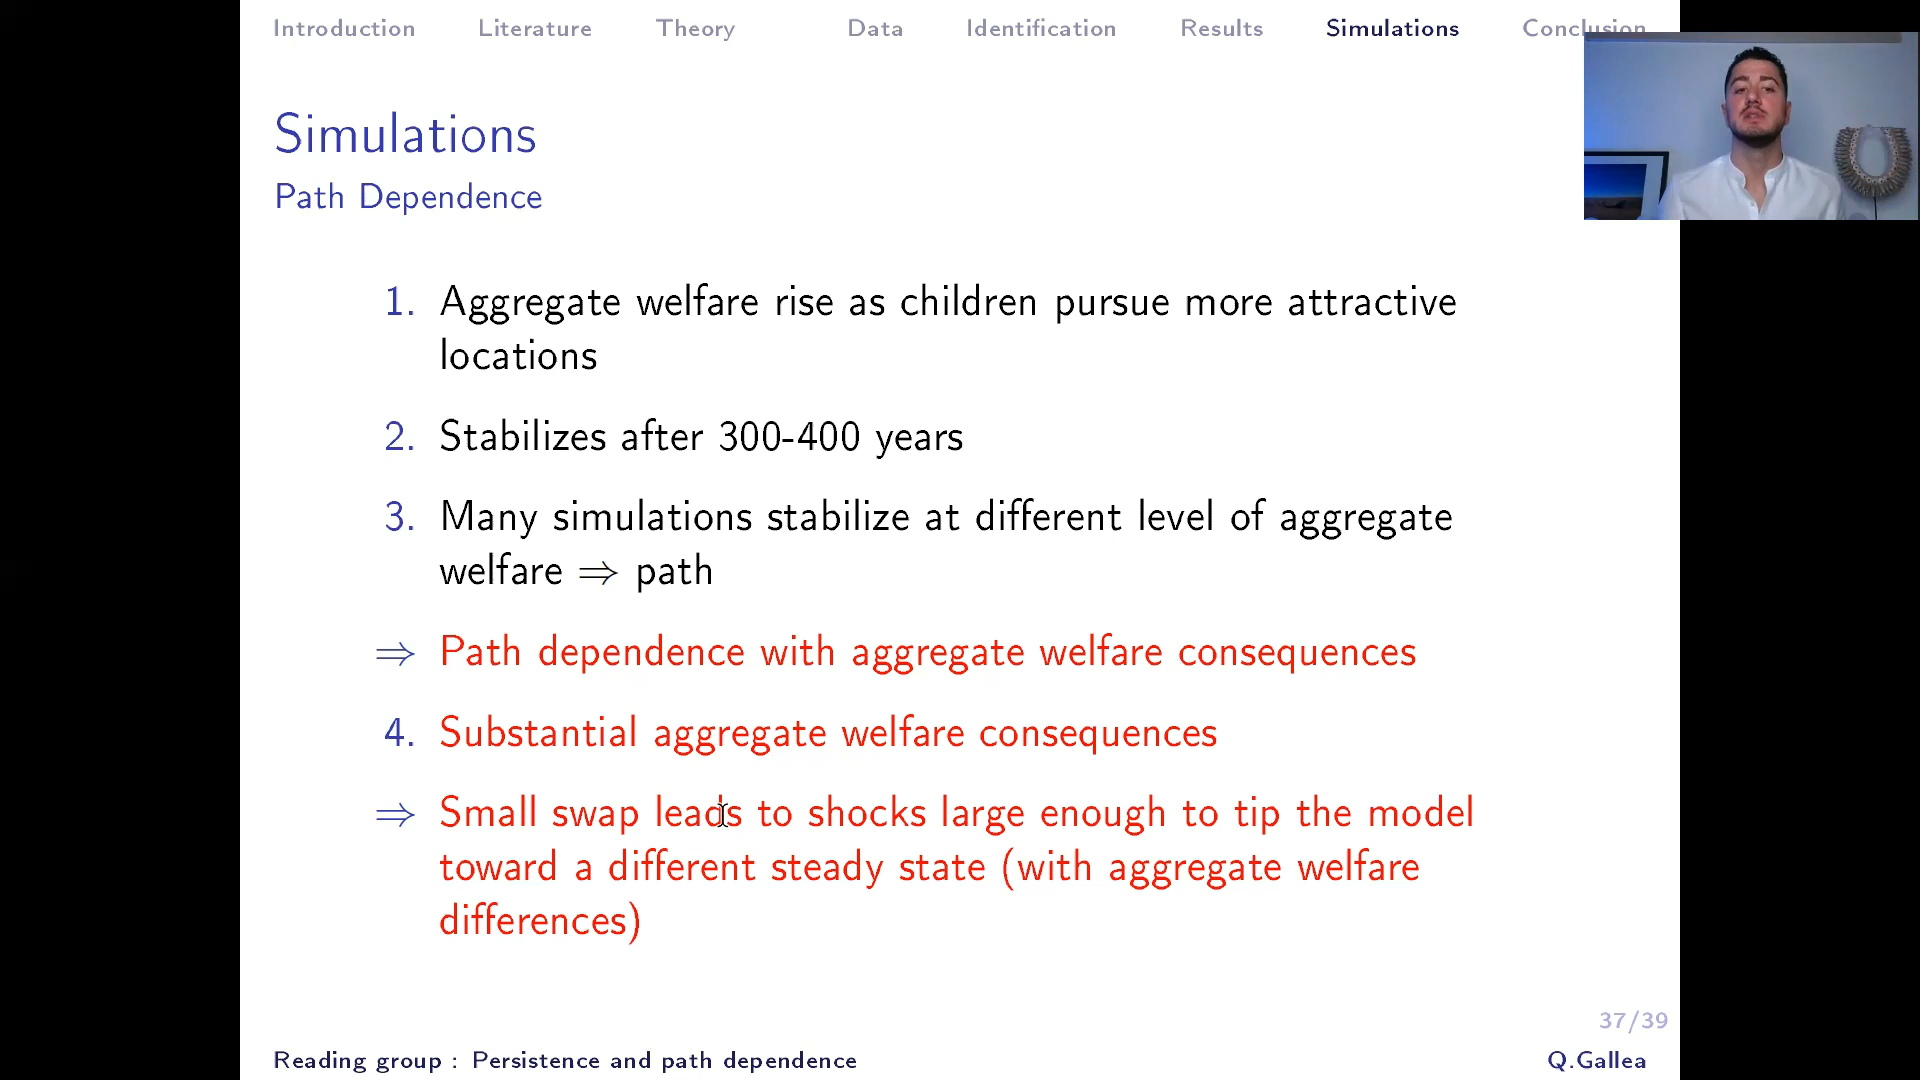 Introduction Literature Theory Data Identification Results Simulations Conclusion
Simulations
Path Dependence
1. Aggregate welfare rise as children pursue more attractive
locations
2. Stabilizes after 300-400 years
3. Many simulations stabilize at different level of aggregate
welfare ⇒ path
⇒ Path dependence with aggregate welfare consequences
4. Substantial aggregate welfare consequences
⇒ Small swap leads to shocks large enough to tip the model
toward a different steady state (with aggregate welfare
differences)
37/39
Reading group : Persistence and path dependence Q.Gallea